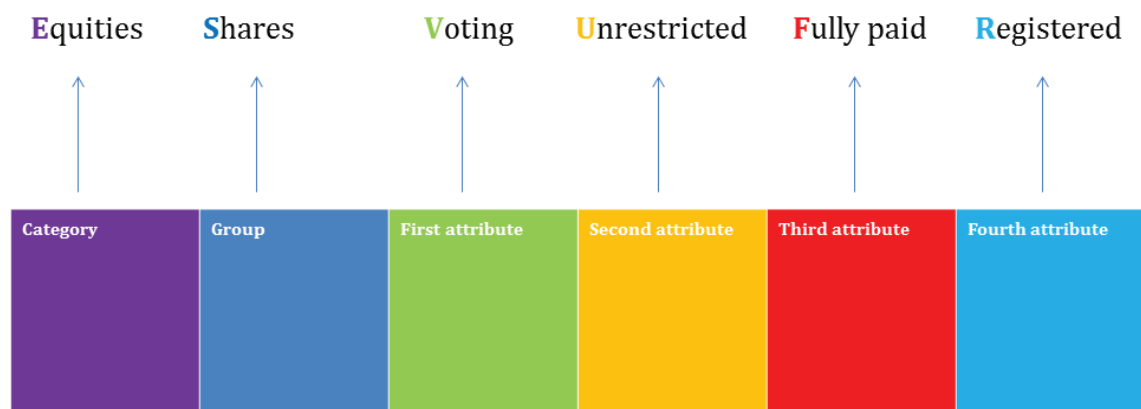 Equities Shares Voting Unrestricted Fully paid Registered
Category Group First attribute Second attribute Third attribute Fourth attribute